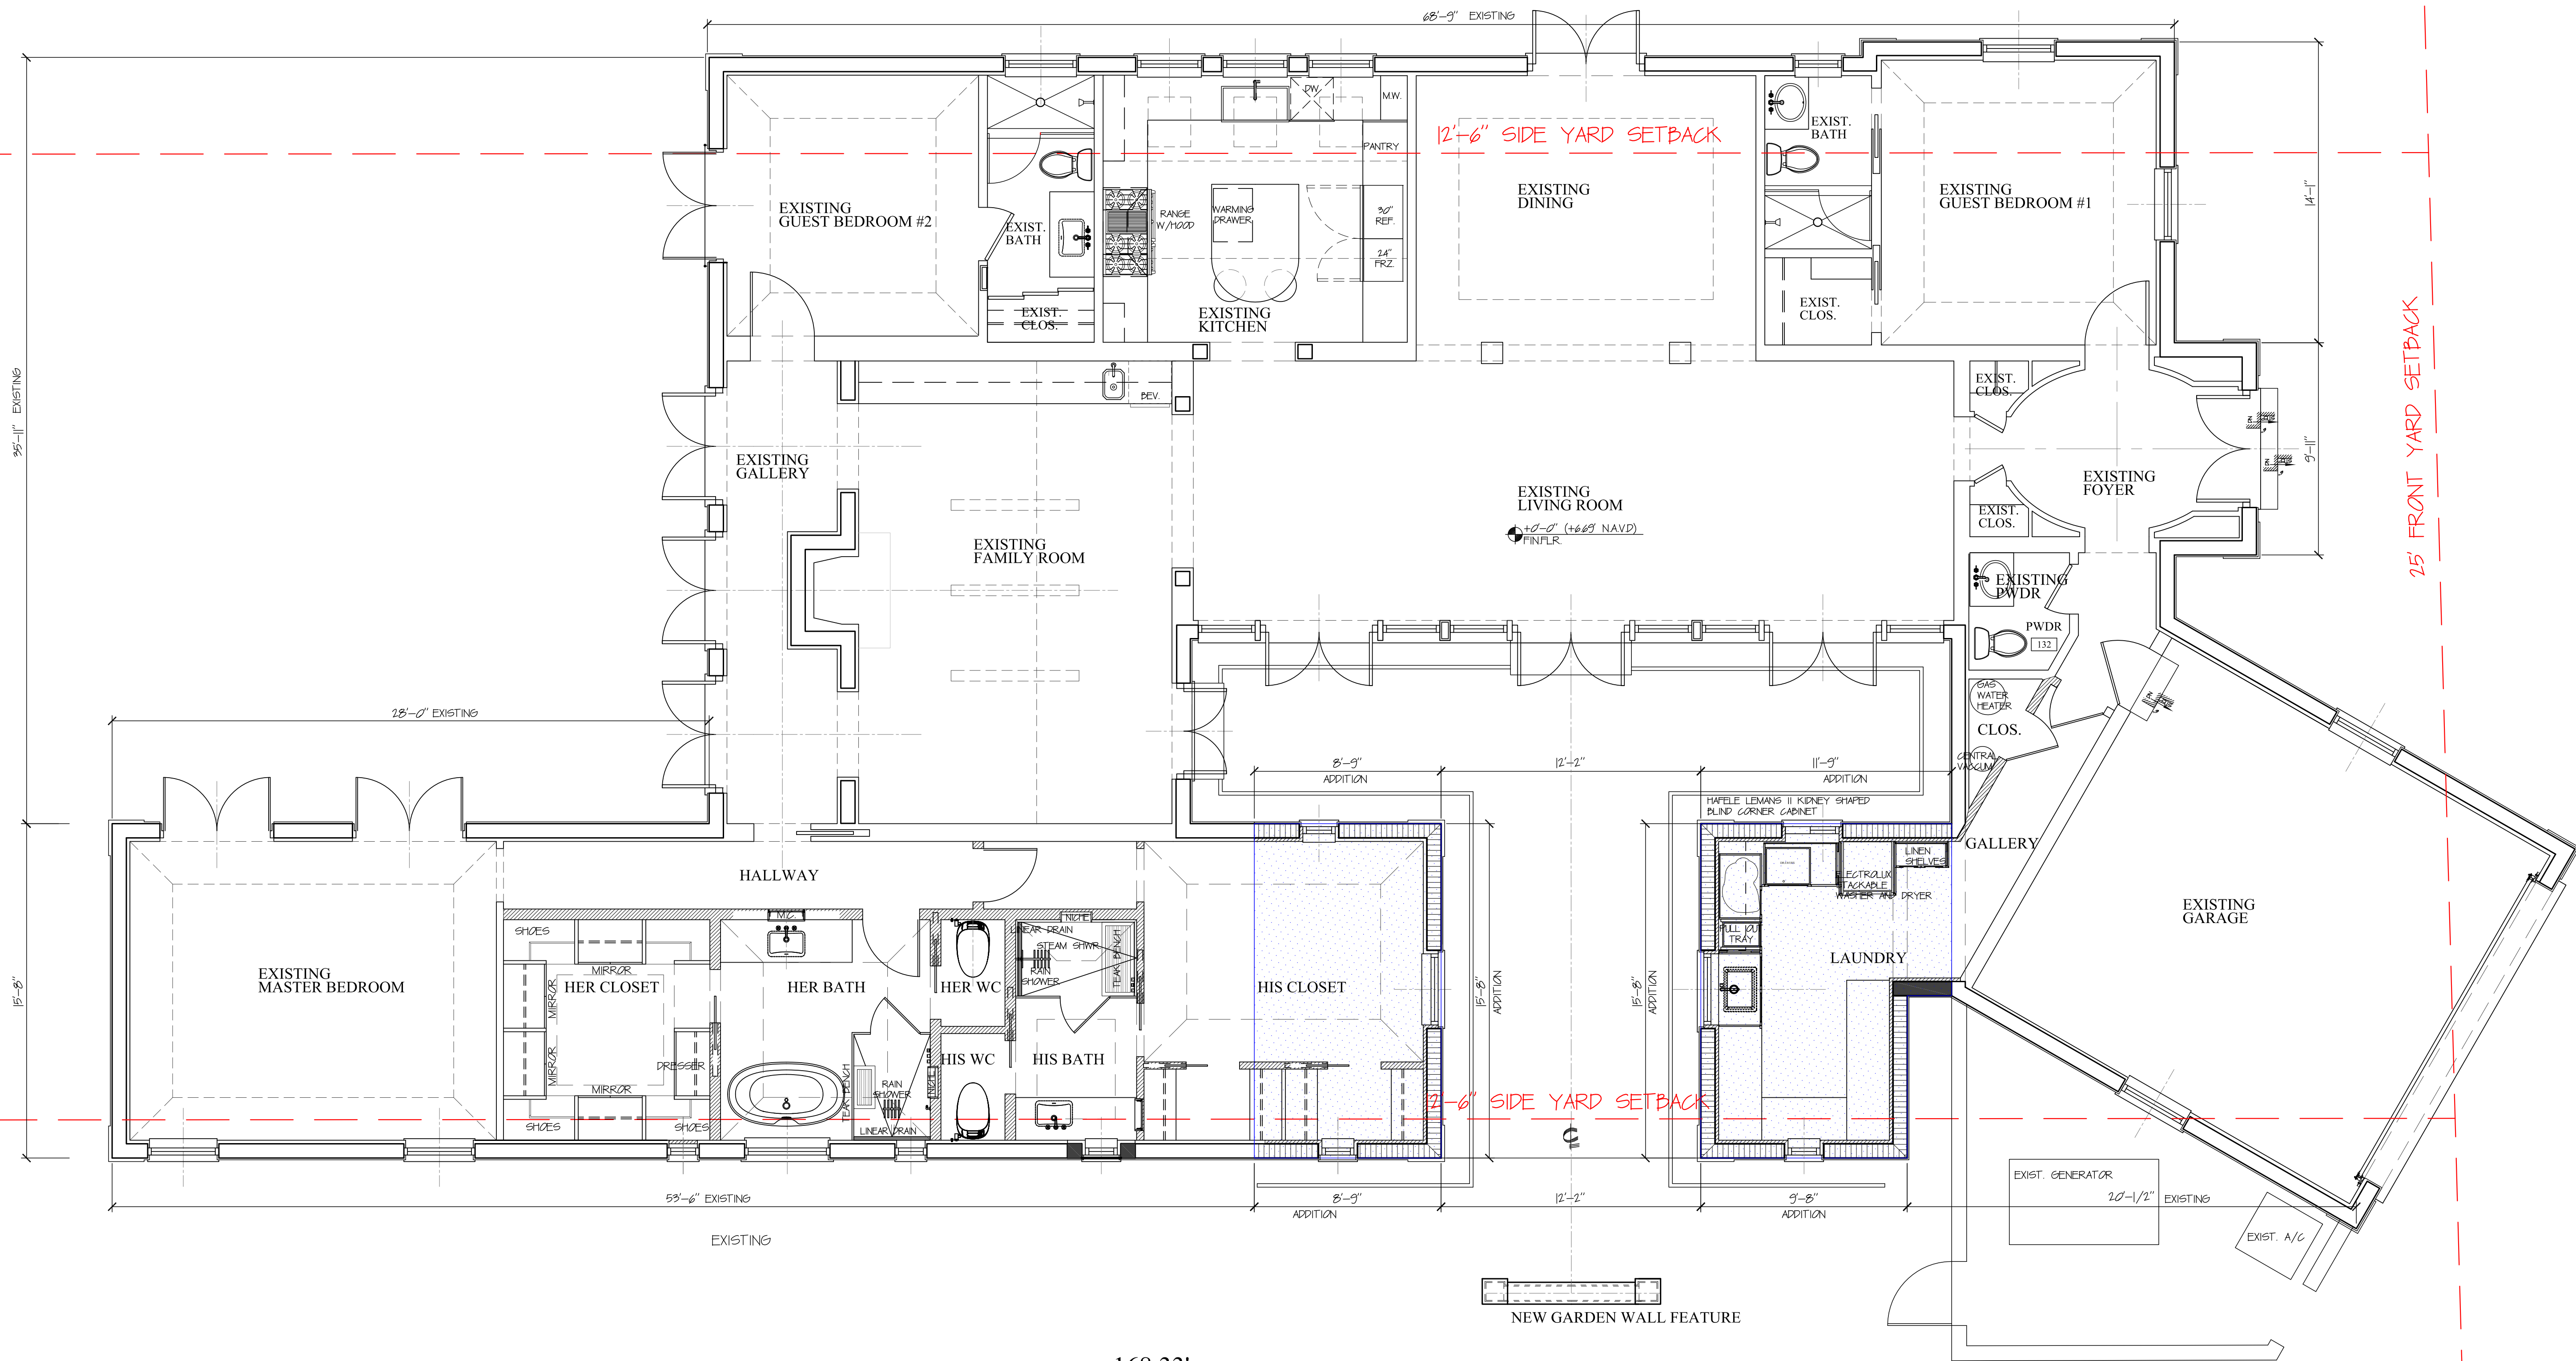 68'-9" EXISTING
12'-6" SIDE YARD SETBACK
DW
M.W.
PANTRY
EXIST.
BATH
EXISTING
GUEST BEDROOM #2
EXIST.
BATH
RANGE
W/HOOD
WARMING
DRAWER
30"
REF.
24"
FRZ.
EXISTING
DINING
EXISTING
GUEST BEDROOM #1
14'-1"
EXIST.
CLOS.
EXISTING
KITCHEN
EXIST.
CLOS.
25' FRONT YARD SETBACK
35'-11" EXISTING
BEV.
EXIST.
CLOS.
9'-11"
DN
DN
EXISTING
GALLERY
EXISTING
FAMILY ROOM
EXISTING
LIVING ROOM
+0'-0" (+6.69' N.A.V.D)
FIN.FLR.
EXISTING
FOYER
EXIST.
CLOS.
EXISTING
PWDR
PWDR
132
GAS
WATER
HEATER
CLOS.
DN
CENTRAL
VACCUM
28'-0" EXISTING
8'-9"
ADDITION
12'-2"
11'-9"
ADDITION
HAFELE LEMANS II KIDNEY SHAPED
BLIND CORNER CABINET
GALLERY
LINEN
SHELVES
ELECTROLUX
TACKABLE
WASHER AND DRYER
HALLWAY
EXISTING
GARAGE
SHOES
M.C.
NICHE
LINEAR DRAIN
STEAM SHWR
RAIN
SHOWER
TEAK BENCH
PULL OUT
TRAY
LAUNDRY
EXISTING
MASTER BEDROOM
MIRROR
HER CLOSET
MIRROR
MIRROR
MIRROR
HER BATH
HER WC
HIS CLOSET
15'-8"
15'-8"
ADDITION
15'-8"
ADDITION
DRESSER
HIS WC
HIS BATH
TEAK BENCH
RAIN
SHOWER
NICHE
LINEAR DRAIN
SHOES
SHOES
2'-6" SIDE YARD SETBACK
53'-6" EXISTING
8'-9"
ADDITION
12'-2"
9'-8"
ADDITION
EXIST. GENERATOR
20'-1/2" EXISTING
EXIST. A/C
EXISTING
NEW GARDEN WALL FEATURE